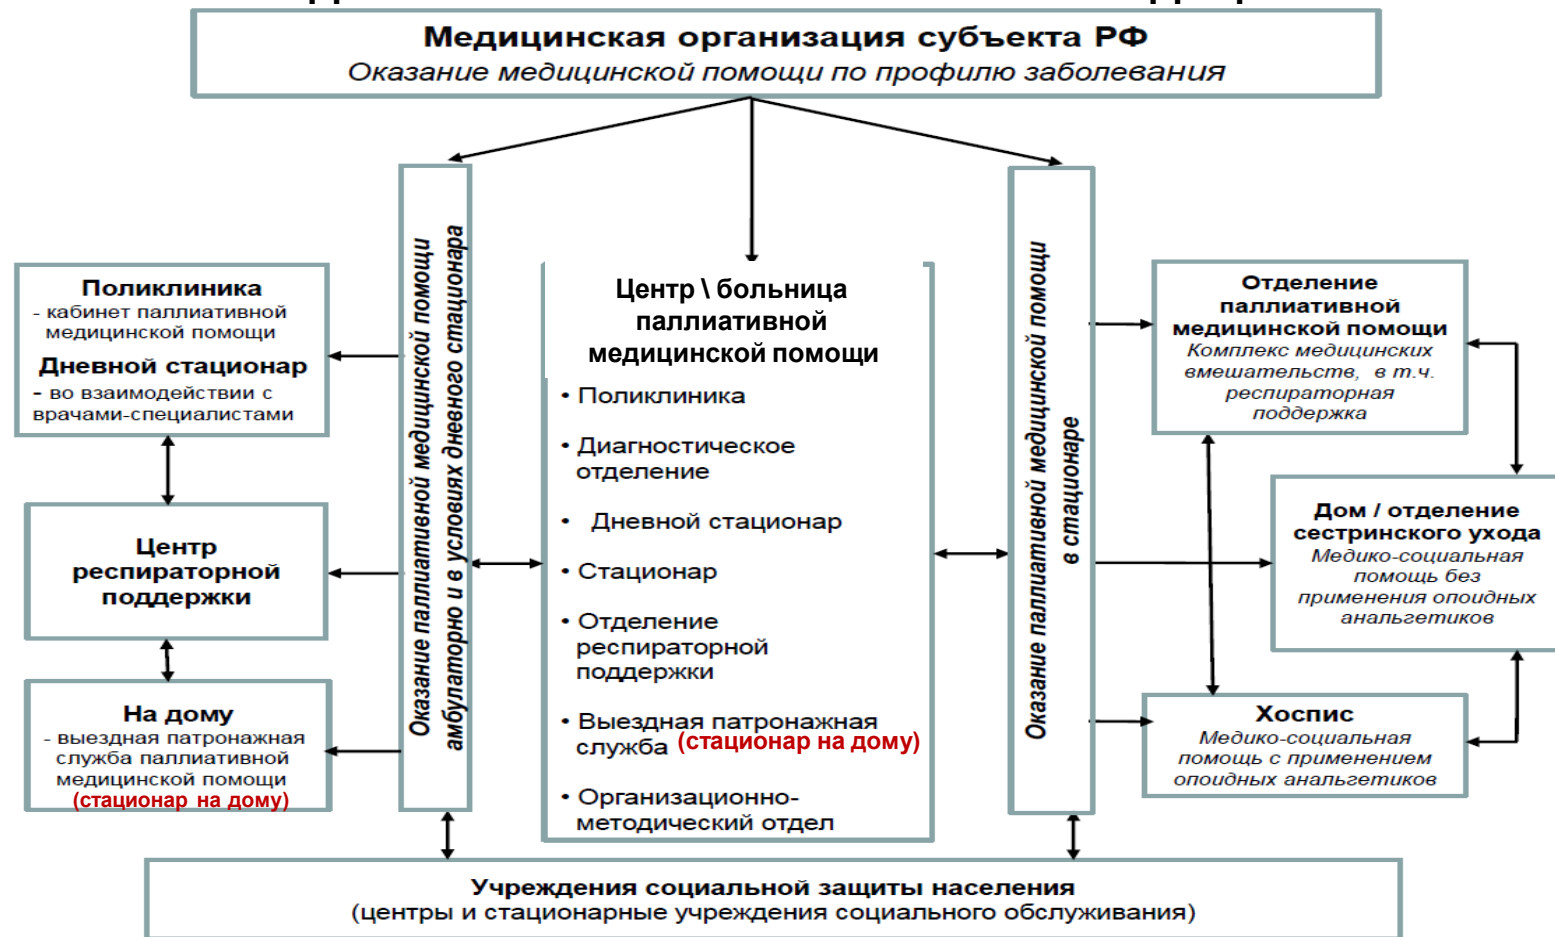 Медицинская организация субъекта РФ
Оказание медицинской помощи по профилю заболевания
Оказание паллиативной медицинской помощи
амбулаторно и в условиях дневного стационара
Поликлиника
- кабинет паллиативной
медицинской помощи
Дневной стационар
- во взаимодействии с
врачами-специалистами
Центр
респираторной
поддержки
На дому
- выездная патронажная
служба паллиативной
медицинской помощи
(стационар на дому)
Центр \ больница
паллиативной
медицинской помощи
• Поликлиника
• Диагностическое
отделение
• Дневной стационар
• Стационар
• Отделение
респираторной
поддержки
• Выездная патронажная
служба (стационар на дому)
• Организационно-
методический отдел
Оказание паллиативной медицинской помощи
в стационаре
Отделение
паллиативной
медицинской помощи
Комплекс медицинских
вмешательств, в т.ч.
респираторная
поддержка
Дом / отделение
сестринского ухода
Медико-социальная
помощь без
применения опоидных
анальгетиков
Хоспис
Медико-социальная
помощь с применением
опоидных анальгетиков
Учреждения социальной защиты населения
(центры и стационарные учреждения социального обслуживания)